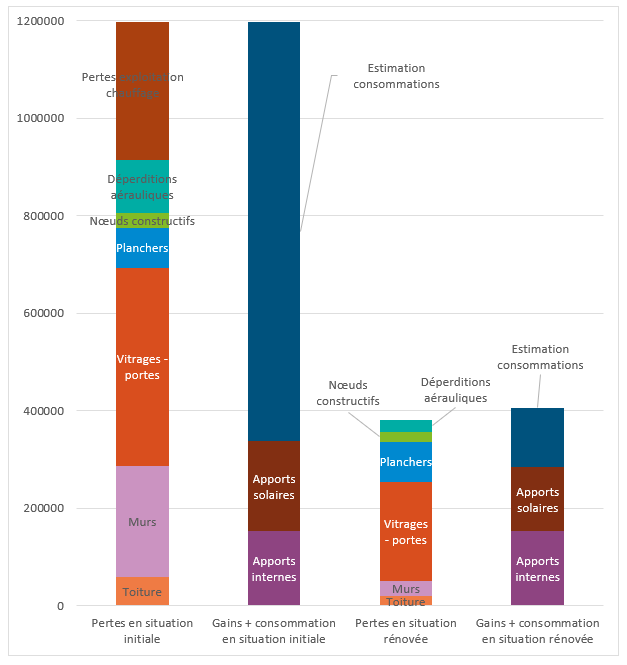 1200000
1000000
800000
600000
400000
200000
0
Pertes
chauffage
Déperditions
aérauliques
Nœuds constructifs
Planchers
Vitrages -
portes
Murs
Toiture
Estimation
consommations
Apports
solaires
Apports
internes
Nœuds
constructifs
Déperditions
aérauliques
Planchers
Vitrages
- portes
Murs
Toiture
Estimation
consommations
Apports
solaires
Apports
internes
Pertes en situation
initiale
Gains + consommation
en situation initiale
Pertes en situation
rénovée
Gains + consommation
en situation rénovée